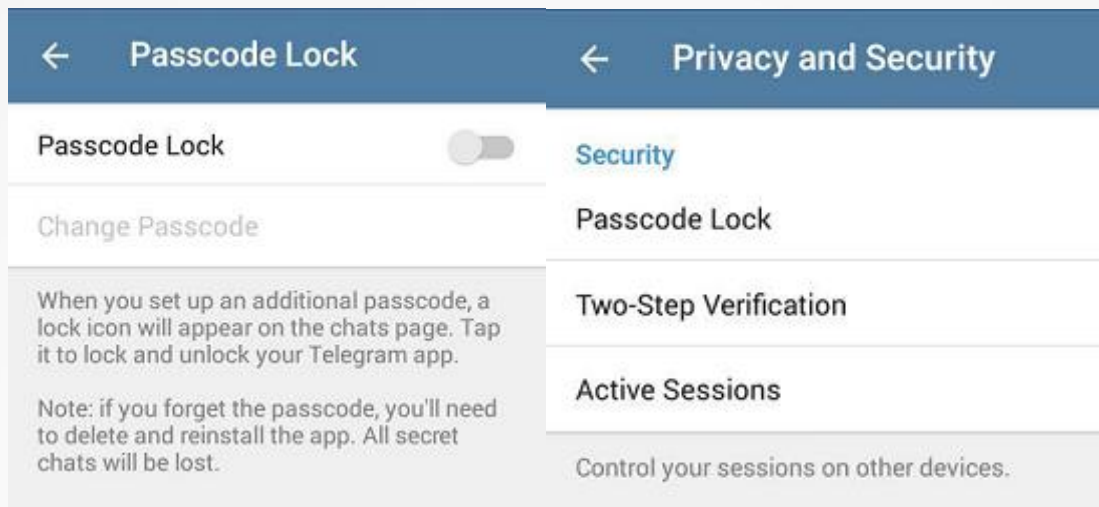 Passcode Lock
Passcode Lock
Change Passcode
When you set up an additional passcode, a
lock icon will appear on the chats page. Tap
it to lock and unlock your Telegram app.
Note: if you forget the passcode, you'll need
to delete and reinstall the app. All secret
chats will be lost.
Privacy and Security
Security
Passcode Lock
Two-Step Verification
Active Sessions
Control your sessions on other devices.